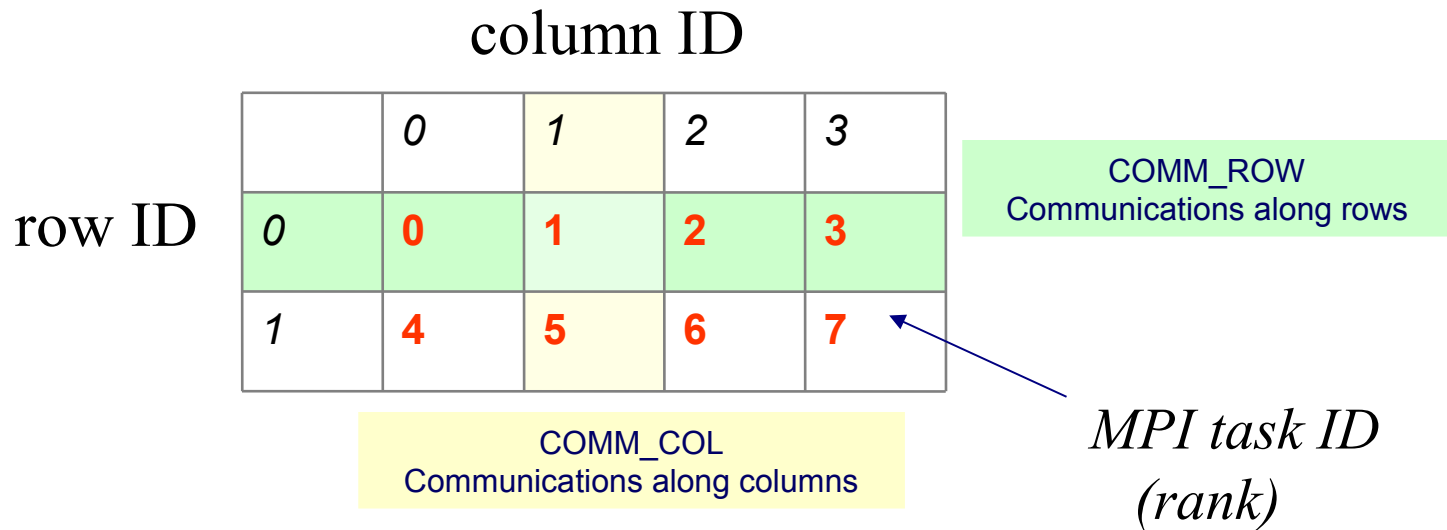 column ID
0 1 2 3
COMM_ROW
Communications along rows
row ID
0 0 1 2 3
1 4 5 6 7
COMM_COL
Communications along columns
MPI task ID
(rank)